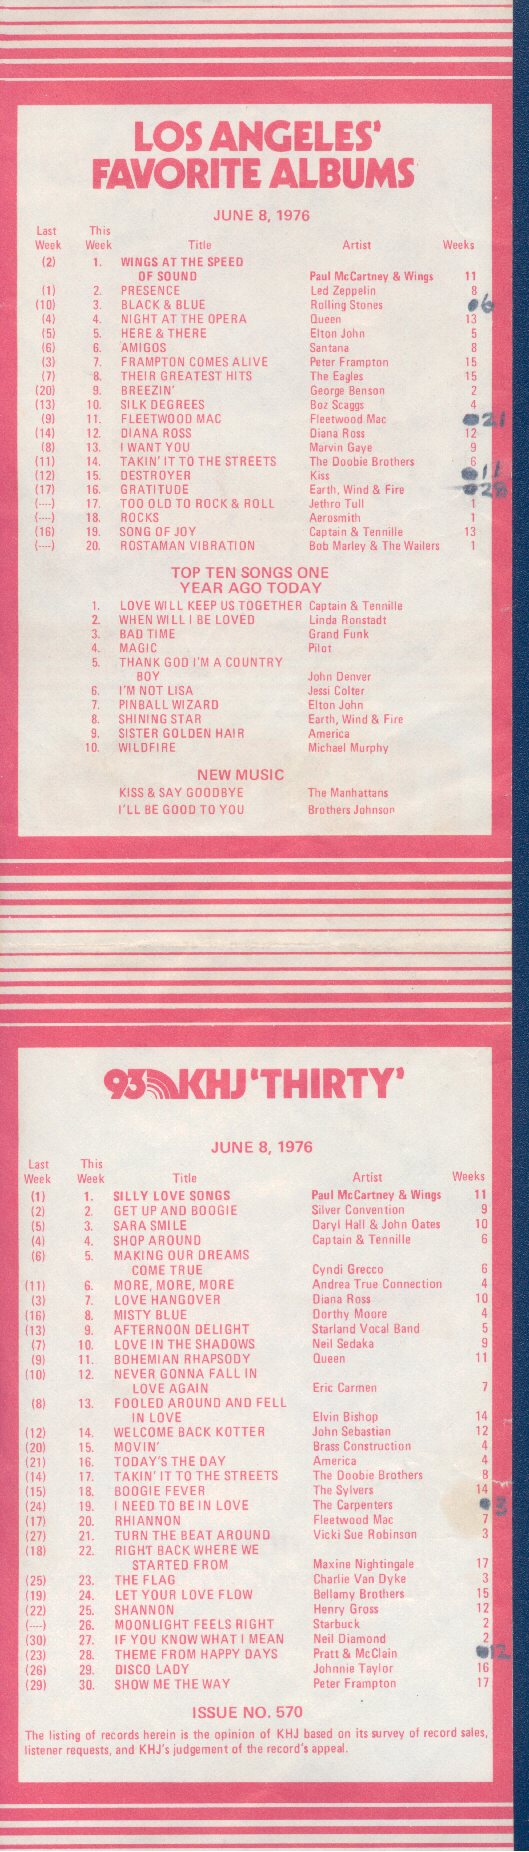 LOS ANGELES'
FAVORITE ALBUMS
JUNE 8, 1976
Last This
Week Week Title Artist Weeks
(2) 1. WINGS AT THE SPEED
OF SOUND Paul McCartney & Wings 11
(1) 2. PRESENCE Led Zeppelin 8
(10) 3. BLACK & BLUE Rolling Stones 6
(4) 4. NIGHT AT THE OPERA Queen 13
(5) 5. HERE & THERE Elton John 5
(6) 6. AMIGOS Santana 8
(3) 7. FRAMPTON COMES ALIVE Peter Frampton 15
(7) 8. THEIR GREATEST HITS The Eagles 15
(20) 9. BREEZIN' George Benson 2
(13) 10. SILK DEGREES Boz Scaggs 4
(9) 11. FLEETWOOD MAC Fleetwood Mac 21
(14) 12. DIANA ROSS Diana Ross 12
(8) 13. I WANT YOU Marvin Gaye 9
(11) 14. TAKIN' IT TO THE STREETS The Doobie Brothers 6
(12) 15. DESTROYER Kiss 11
(17) 16. GRATITUDE Earth, Wind & Fire 28
(----) 17. TOO OLD TO ROCK & ROLL Jethro Tull 1
(----) 18. ROCKS Aerosmith 1
(16) 19. SONG OF JOY Captain & Tennille 13
(----) 20. ROSTAMAN VIBRATION Bob Marley & The Wailers 1
TOP TEN SONGS ONE
YEAR AGO TODAY
1. LOVE WILL KEEP US TOGETHER Captain & Tennille
2. WHEN WILL I BE LOVED Linda Ronstadt
3. BAD TIME Grand Funk
4. MAGIC Pilot
5. THANK GOD I'M A COUNTRY
BOY John Denver
6. I'M NOT LISA Jessi Colter
7. PINBALL WIZARD Elton John
8. SHINING STAR Earth, Wind & Fire
9. SISTER GOLDEN HAIR America
10. WILDFIRE Michael Murphy
NEW MUSIC
KISS & SAY GOODBYE The Manhattans
I'LL BE GOOD TO YOU Brothers Johnson
93 KHJ 'THIRTY'
JUNE 8, 1976
Last This
Week Week Title Artist Weeks
(1) 1. SILLY LOVE SONGS Paul McCartney & Wings 11
(2) 2. GET UP AND BOOGIE Silver Convention 9
(5) 3. SARA SMILE Daryl Hall & John Oates 10
(4) 4. SHOP AROUND Captain & Tennille 6
(6) 5. MAKING OUR DREAMS
COME TRUE Cyndi Grecco 6
(11) 6. MORE, MORE, MORE Andrea True Connection 4
(3) 7. LOVE HANGOVER Diana Ross 10
(16) 8. MISTY BLUE Dorthy Moore 4
(13) 9. AFTERNOON DELIGHT Starland Vocal Band 5
(7) 10. LOVE IN THE SHADOWS Neil Sedaka 9
(9) 11. BOHEMIAN RHAPSODY Queen 11
(10) 12. NEVER GONNA FALL IN
LOVE AGAIN Eric Carmen 7
(8) 13. FOOLED AROUND AND FELL
IN LOVE Elvin Bishop 14
(12) 14. WELCOME BACK KOTTER John Sebastian 12
(20) 15. MOVIN' Brass Construction 4
(21) 16. TODAY'S THE DAY America 4
(14) 17. TAKIN' IT TO THE STREETS The Doobie Brothers 8
(15) 18. BOOGIE FEVER The Sylvers 14
(24) 19. I NEED TO BE IN LOVE The Carpenters 3
(17) 20. RHIANNON Fleetwood Mac 7
(27) 21. TURN THE BEAT AROUND Vicki Sue Robinson 3
(18) 22. RIGHT BACK WHERE WE
STARTED FROM Maxine Nightingale 17
(25) 23. THE FLAG Charlie Van Dyke 3
(19) 24. LET YOUR LOVE FLOW Bellamy Brothers 15
(22) 25. SHANNON Henry Gross 12
(----) 26. MOONLIGHT FEELS RIGHT Starbuck 2
(30) 27. IF YOU KNOW WHAT I MEAN Neil Diamond 2
(23) 28. THEME FROM HAPPY DAYS Pratt & McClain 12
(26) 29. DISCO LADY Johnnie Taylor 16
(29) 30. SHOW ME THE WAY Peter Frampton 17
ISSUE NO. 570
The listing of records herein is the opinion of KHJ based on its survey of record sales,
listener requests, and KHJ's judgement of the record's appeal.